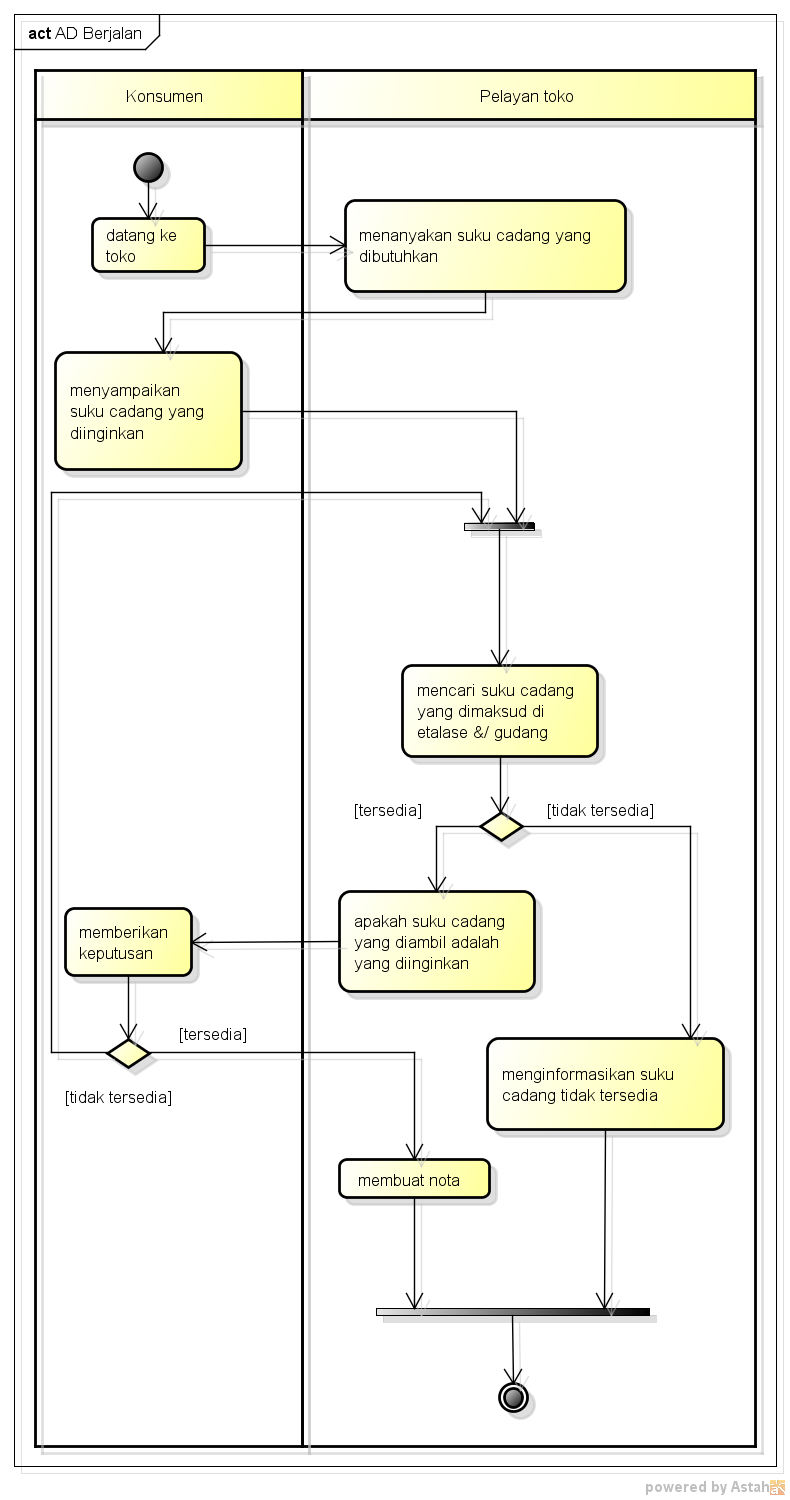 act AD Berjalan
Konsumen
Pelayan toko
datang ke
toko
menanyakan suku cadang yang
dibutuhkan
menyampaikan
suku cadang yang
diinginkan
mencari suku cadang
yang dimaksud di
etalase &/ gudang
[tersedia]
[tidak tersedia]
apakah suku cadang
yang diambil adalah
yang diinginkan
memberikan
keputusan
[tersedia]
[tidak tersedia]
menginformasikan suku
cadang tidak tersedia
membuat nota
powered by Astah